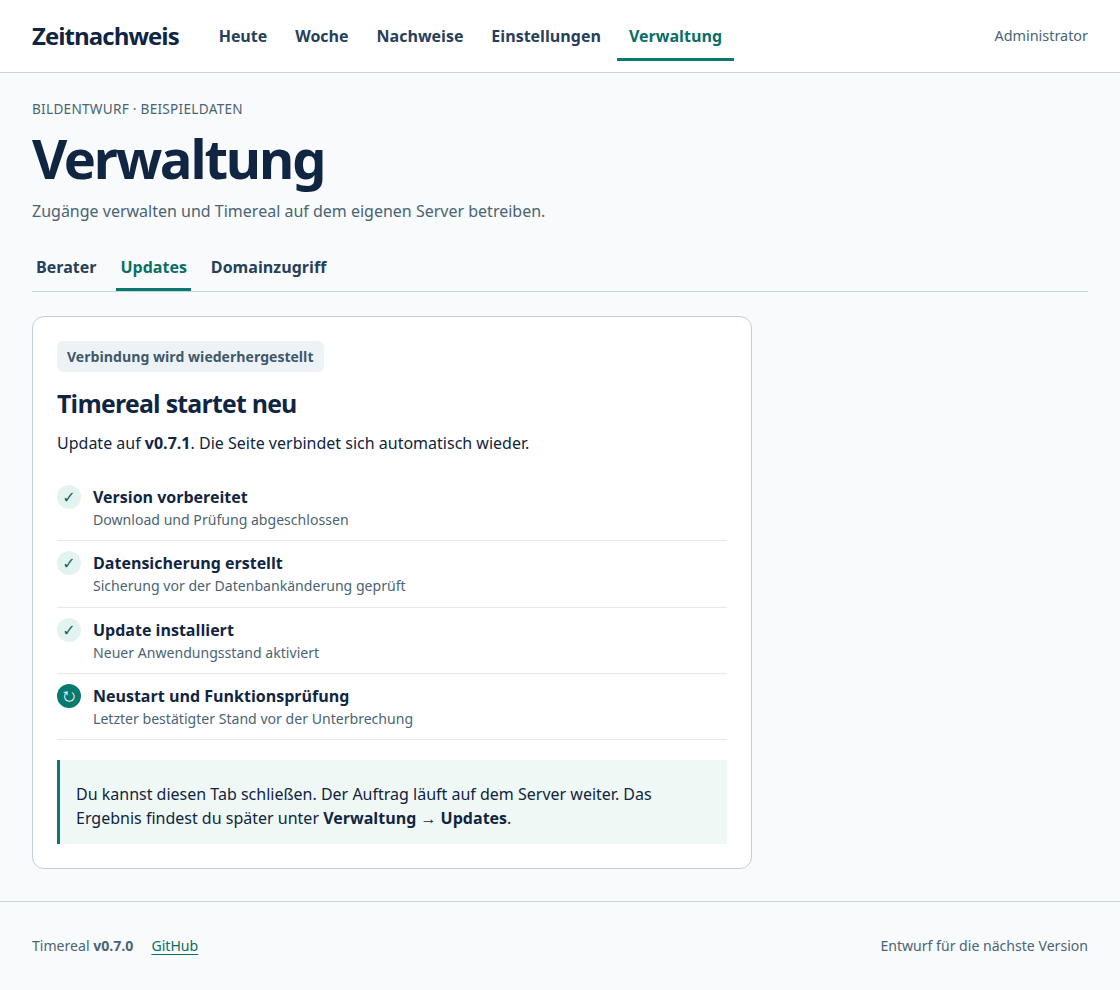 Zeitnachweis Heute Woche Nachweise Einstellungen Verwaltung Administrator
BILDENTWURF · BEISPIELDATEN
Verwaltung
Zugänge verwalten und Timereal auf dem eigenen Server betreiben.
Berater Updates Domainzugriff
Verbindung wird wiederhergestellt
Timereal startet neu
Update auf v0.7.1. Die Seite verbindet sich automatisch wieder.
✓ Version vorbereitet
Download und Prüfung abgeschlossen
✓ Datensicherung erstellt
Sicherung vor der Datenbankänderung geprüft
✓ Update installiert
Neuer Anwendungsstand aktiviert
↻ Neustart und Funktionsprüfung
Letzter bestätigter Stand vor der Unterbrechung
Du kannst diesen Tab schließen. Der Auftrag läuft auf dem Server weiter. Das
Ergebnis findest du später unter Verwaltung → Updates.
Timereal v0.7.0 GitHub Entwurf für die nächste Version